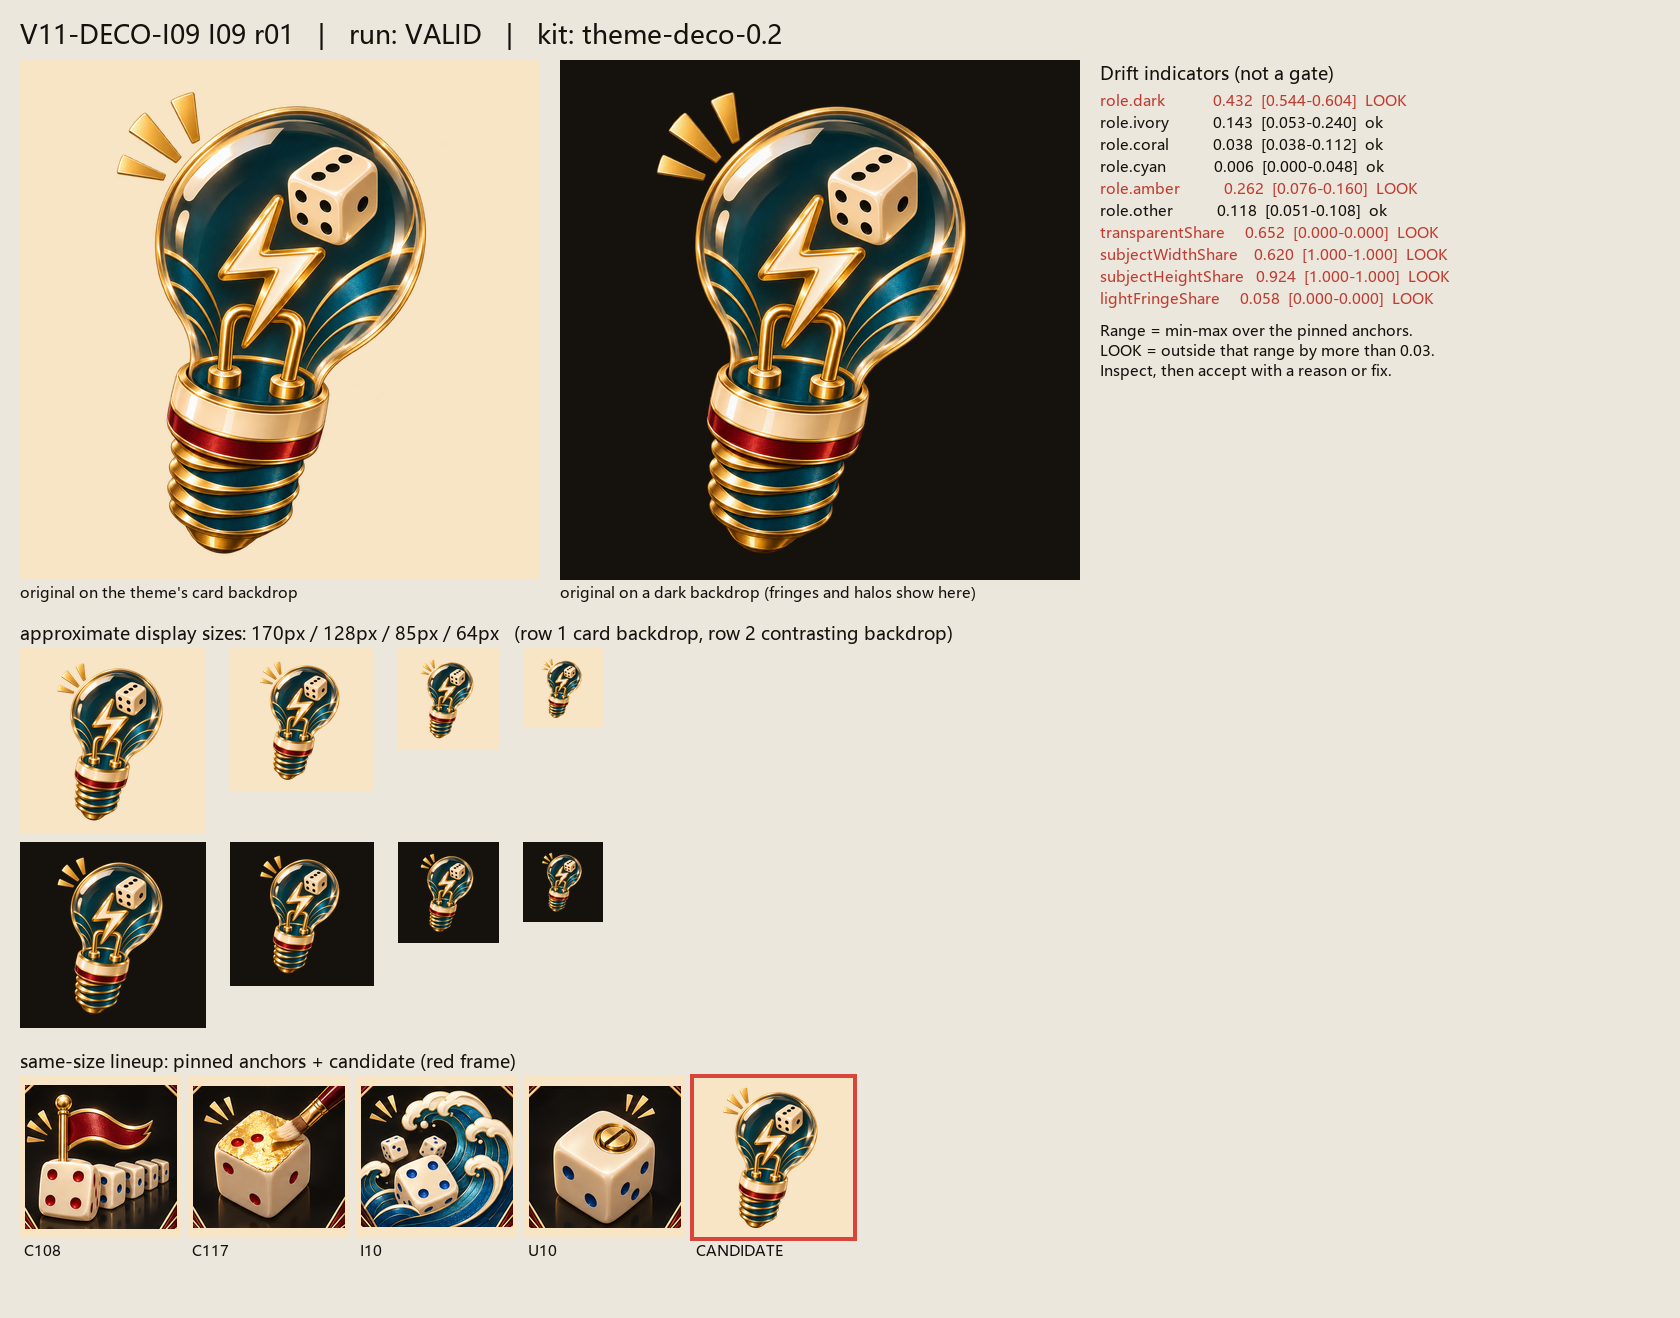 V11-DECO-I09 I09 r01 | run: VALID | kit: theme-deco-0.2
Drift indicators (not a gate)
role.dark 0.432 [0.544-0.604] LOOK
role.ivory 0.143 [0.053-0.240] ok
role.coral 0.038 [0.038-0.112] ok
role.cyan 0.006 [0.000-0.048] ok
role.amber 0.262 [0.076-0.160] LOOK
role.other 0.118 [0.051-0.108] ok
transparentShare 0.652 [0.000-0.000] LOOK
subjectWidthShare 0.620 [1.000-1.000] LOOK
subjectHeightShare 0.924 [1.000-1.000] LOOK
lightFringeShare 0.058 [0.000-0.000] LOOK
Range = min-max over the pinned anchors.
LOOK = outside that range by more than 0.03.
Inspect, then accept with a reason or fix.
original on the theme's card backdrop
original on a dark backdrop (fringes and halos show here)
approximate display sizes: 170px / 128px / 85px / 64px (row 1 card backdrop, row 2 contrasting backdrop)
same-size lineup: pinned anchors + candidate (red frame)
C108
C117
I10
U10
CANDIDATE